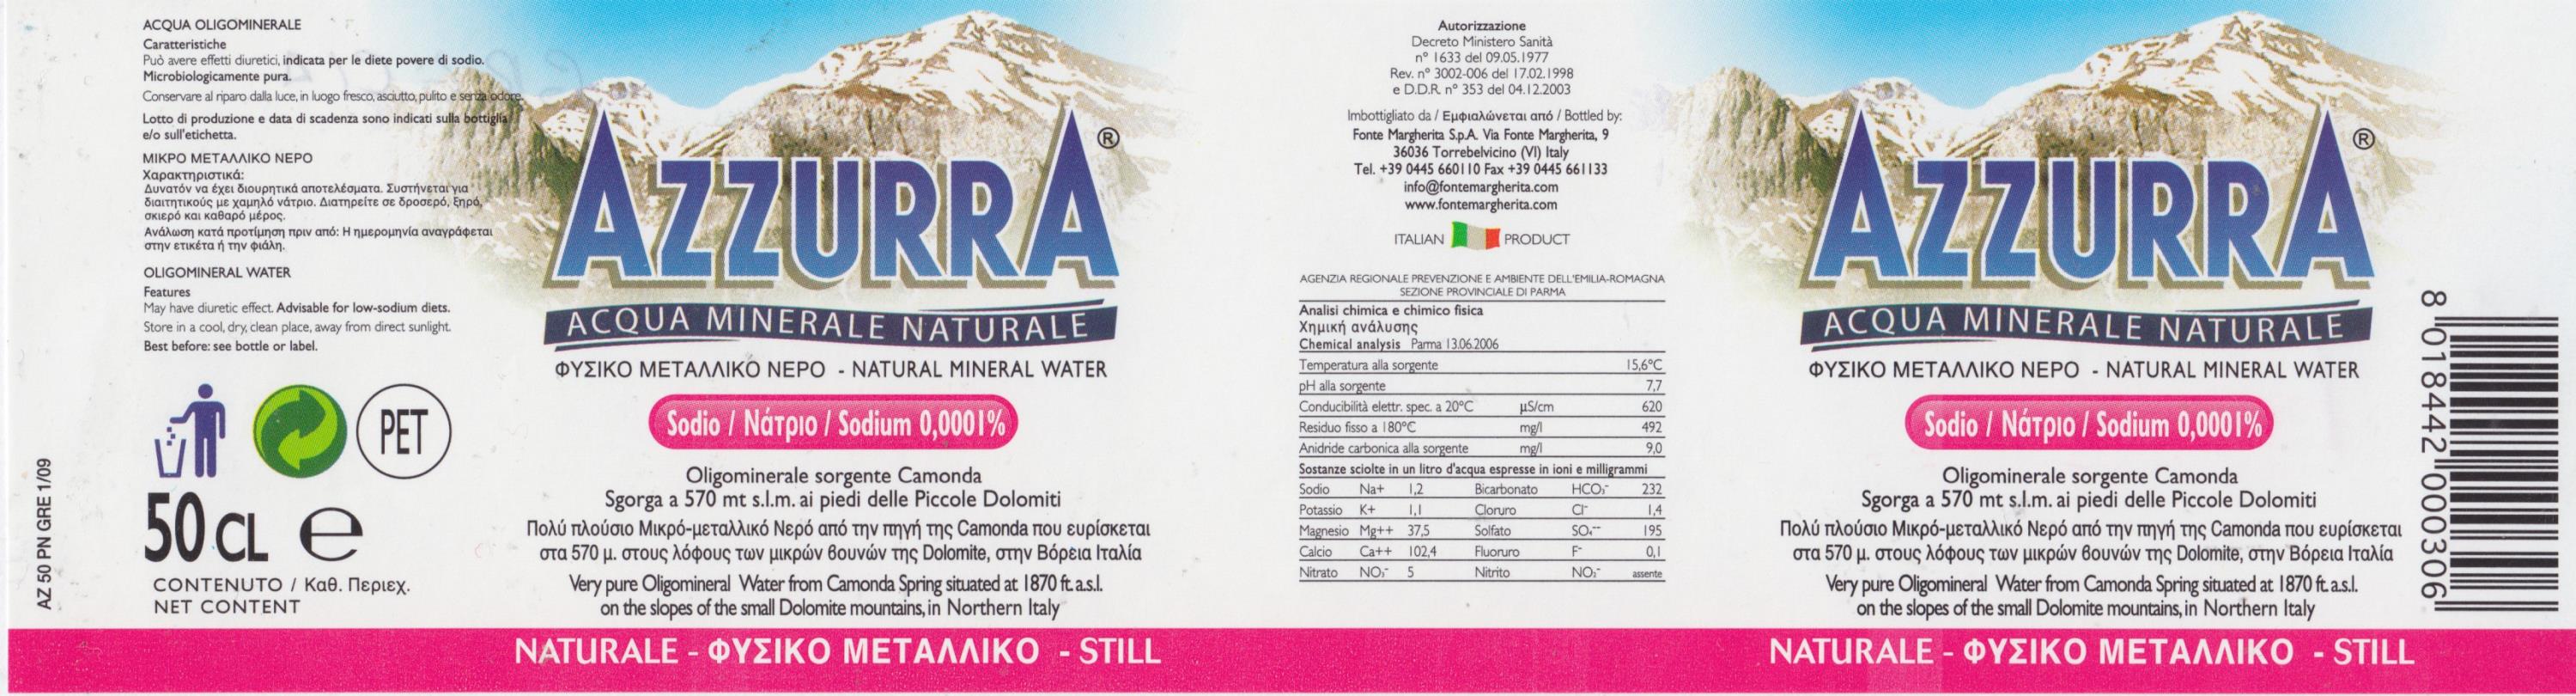 ACQUA OLIGOMINERALE
Caratteristiche
Può avere effetti diuretici, indicata per le diete povere di sodio.
Microbiologicamente pura.
Conservare al riparo dalla luce, in luogo fresco, asciutto, pulito e senza odore.
Lotto di produzione e data di scadenza sono indicati sulla bottiglia
e/o sull'etichetta.
ΜΙΚΡΟ ΜΕΤΑΛΛΙΚΟ ΝΕΡΟ
Χαρακτηριστικά:
Δυνατόν να έχει διουρητικά αποτελέσματα. Συστήνεται για
διαιτητικούς με χαμηλό νάτριο. Διατηρείτε σε δροσερό, ξηρό,
σκιερό και καθαρό μέρος.
Ανάλωση κατά προτίμηση πριν από: Η ημερομηνία αναγράφεται
στην ετικέτα ή την φιάλη.
OLIGOMINERAL WATER
Features
May have diuretic effect. Advisable for low-sodium diets.
Store in a cool, dry, clean place, away from direct sunlight.
Best before: see bottle or label.
PET
50 CL e
CONTENUTO / Καθ. Περιεχ.
NET CONTENT
AZ 50 PN GRE 1/09
AZZURRA®
ACQUA MINERALE NATURALE
ΦΥΣΙΚΟ ΜΕΤΑΛΛΙΚΟ ΝΕΡΟ - NATURAL MINERAL WATER
Sodio / Νάτριο / Sodium 0,0001%
Oligominerale sorgente Camonda
Sgorga a 570 mt s.l.m. ai piedi delle Piccole Dolomiti
Πολύ πλούσιο Μικρό-μεταλλικό Νερό από την πηγή της Camonda που ευρίσκεται
στα 570 μ. στους λόφους των μικρών βουνών της Dolomite, στην Βόρεια Ιταλία
Very pure Oligomineral Water from Camonda Spring situated at 1870 ft. a.s.l.
on the slopes of the small Dolomite mountains, in Northern Italy
NATURALE - ΦΥΣΙΚΟ ΜΕΤΑΛΛΙΚΟ - STILL
Autorizzazione
Decreto Ministero Sanità
n° 1633 del 09.05.1977
Rev. n° 3002-006 del 17.02.1998
e D.D.R. n° 353 del 04.12.2003
Imbottigliato da / Εμφιαλώνεται από / Bottled by:
Fonte Margherita S.p.A. Via Fonte Margherita, 9
36036 Torrebelvicino (VI) Italy
Tel. +39 0445 660110 Fax +39 0445 661133
info@fontemargherita.com
www.fontemargherita.com
ITALIAN PRODUCT
AGENZIA REGIONALE PREVENZIONE E AMBIENTE DELL'EMILIA-ROMAGNA
SEZIONE PROVINCIALE DI PARMA
Analisi chimica e chimico fisica
Χημική ανάλυσης
Chemical analysis Parma 13.06.2006
Temperatura alla sorgente 15,6°C
pH alla sorgente 7,7
Conducibilità elettr. spec. a 20°C µS/cm 620
Residuo fisso a 180°C mg/l 492
Anidride carbonica alla sorgente mg/l 9,0
Sostanze sciolte in un litro d'acqua espresse in ioni e milligrammi
Sodio Na+ 1,2 Bicarbonato HCO₃⁻ 232
Potassio K+ 1,1 Cloruro Cl⁻ 1,4
Magnesio Mg++ 37,5 Solfato SO₄⁻⁻ 195
Calcio Ca++ 102,4 Fluoruro F⁻ 0,1
Nitrato NO₃⁻ 5 Nitrito NO₂⁻ assente
AZZURRA®
ACQUA MINERALE NATURALE
ΦΥΣΙΚΟ ΜΕΤΑΛΛΙΚΟ ΝΕΡΟ - NATURAL MINERAL WATER
Sodio / Νάτριο / Sodium 0,0001%
Oligominerale sorgente Camonda
Sgorga a 570 mt s.l.m. ai piedi delle Piccole Dolomiti
Πολύ πλούσιο Μικρό-μεταλλικό Νερό από την πηγή της Camonda που ευρίσκεται
στα 570 μ. στους λόφους των μικρών βουνών της Dolomite, στην Βόρεια Ιταλία
Very pure Oligomineral Water from Camonda Spring situated at 1870 ft. a.s.l.
on the slopes of the small Dolomite mountains, in Northern Italy
NATURALE - ΦΥΣΙΚΟ ΜΕΤΑΛΛΙΚΟ - STILL
8 018442 000306